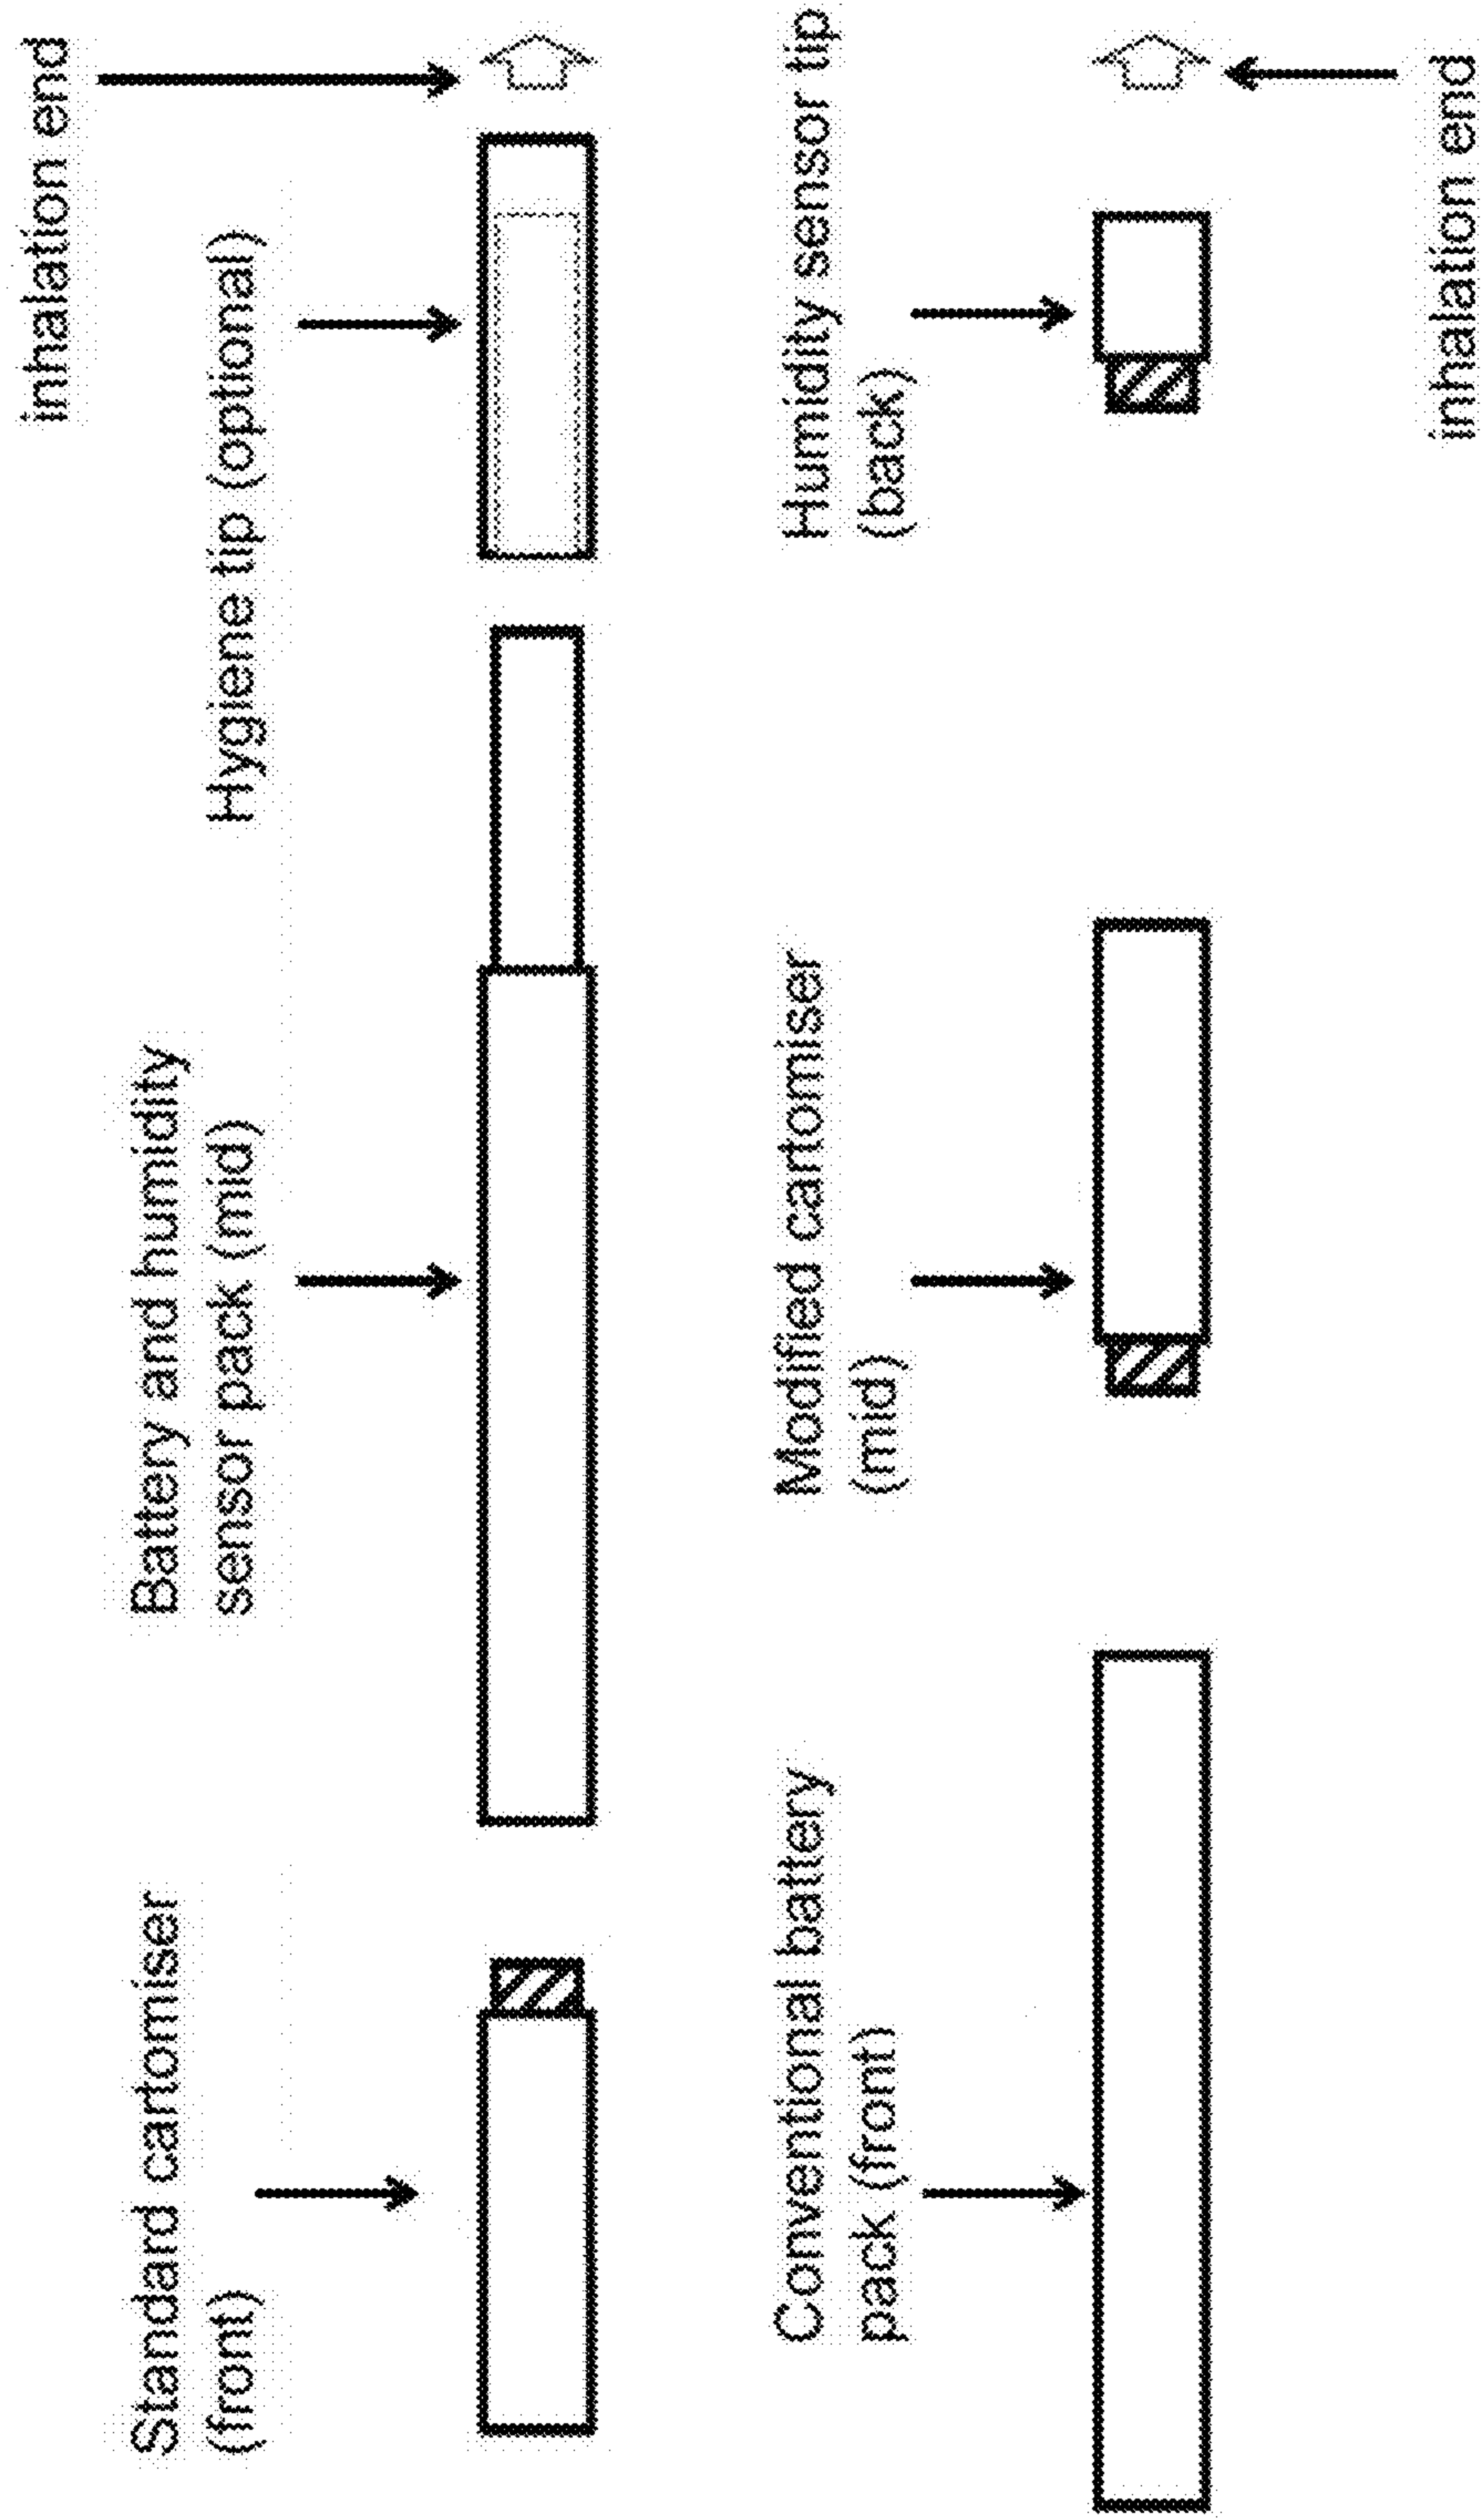 inhalation end
Standard cartomiser
(front)
Battery and humidity
sensor pack (mid)
Hygiene tip (optional)
Conventional battery
pack (front)
Modified cartomiser
(mid)
Humidity sensor tip
(back)
inhalation end